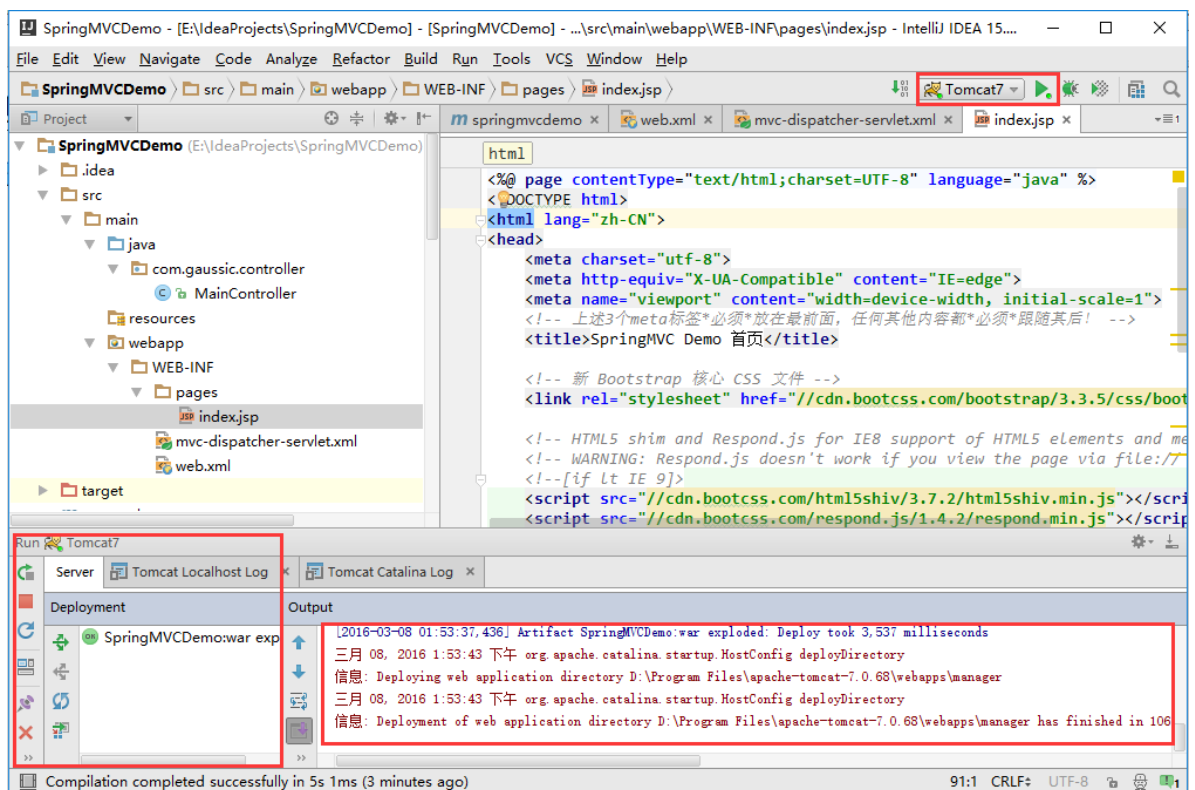 SpringMVCDemo - [E:\IdeaProjects\SpringMVCDemo] - [SpringMVCDemo] - ...\src\main\webapp\WEB-INF\pages\index.jsp - IntelliJ IDEA 15....
File Edit View Navigate Code Analyze Refactor Build Run Tools VCS Window Help
SpringMVCDemo src main webapp WEB-INF pages index.jsp Tomcat7
Project
springmvcdemo web.xml mvc-dispatcher-servlet.xml index.jsp
SpringMVCDemo (E:\IdeaProjects\SpringMVCDemo)
.idea
src
main
java
com.gaussic.controller
MainController
resources
webapp
WEB-INF
pages
index.jsp
mvc-dispatcher-servlet.xml
web.xml
target
html
<%@ page contentType="text/html;charset=UTF-8" language="java" %>
<!DOCTYPE html>
<html lang="zh-CN">
<head>
<meta charset="utf-8">
<meta http-equiv="X-UA-Compatible" content="IE=edge">
<meta name="viewport" content="width=device-width, initial-scale=1">
<!-- 上述3个meta标签*必须*放在最前面，任何其他内容都*必须*跟随其后！ -->
<title>SpringMVC Demo 首页</title>
<!-- 新 Bootstrap 核心 CSS 文件 -->
<link rel="stylesheet" href="//cdn.bootcss.com/bootstrap/3.3.5/css/boot
<!-- HTML5 shim and Respond.js for IE8 support of HTML5 elements and me
<!-- WARNING: Respond.js doesn't work if you view the page via file:/
<!--[if lt IE 9]>
<script src="//cdn.bootcss.com/html5shiv/3.7.2/html5shiv.min.js"></scri
<script src="//cdn.bootcss.com/respond.js/1.4.2/respond.min.js"></scrip
Run Tomcat7
Server Tomcat Localhost Log Tomcat Catalina Log
Deployment
SpringMVCDemo:war exp
Output
[2016-03-08 01:53:37,436] Artifact SpringMVCDemo:war exploded: Deploy took 3,537 milliseconds
三月 08, 2016 1:53:43 下午 org.apache.catalina.startup.HostConfig deployDirectory
信息: Deploying web application directory D:\Program Files\apache-tomcat-7.0.68\webapps\manager
三月 08, 2016 1:53:43 下午 org.apache.catalina.startup.HostConfig deployDirectory
信息: Deployment of web application directory D:\Program Files\apache-tomcat-7.0.68\webapps\manager has finished in 106
Compilation completed successfully in 5s 1ms (3 minutes ago) 91:1 CRLF UTF-8